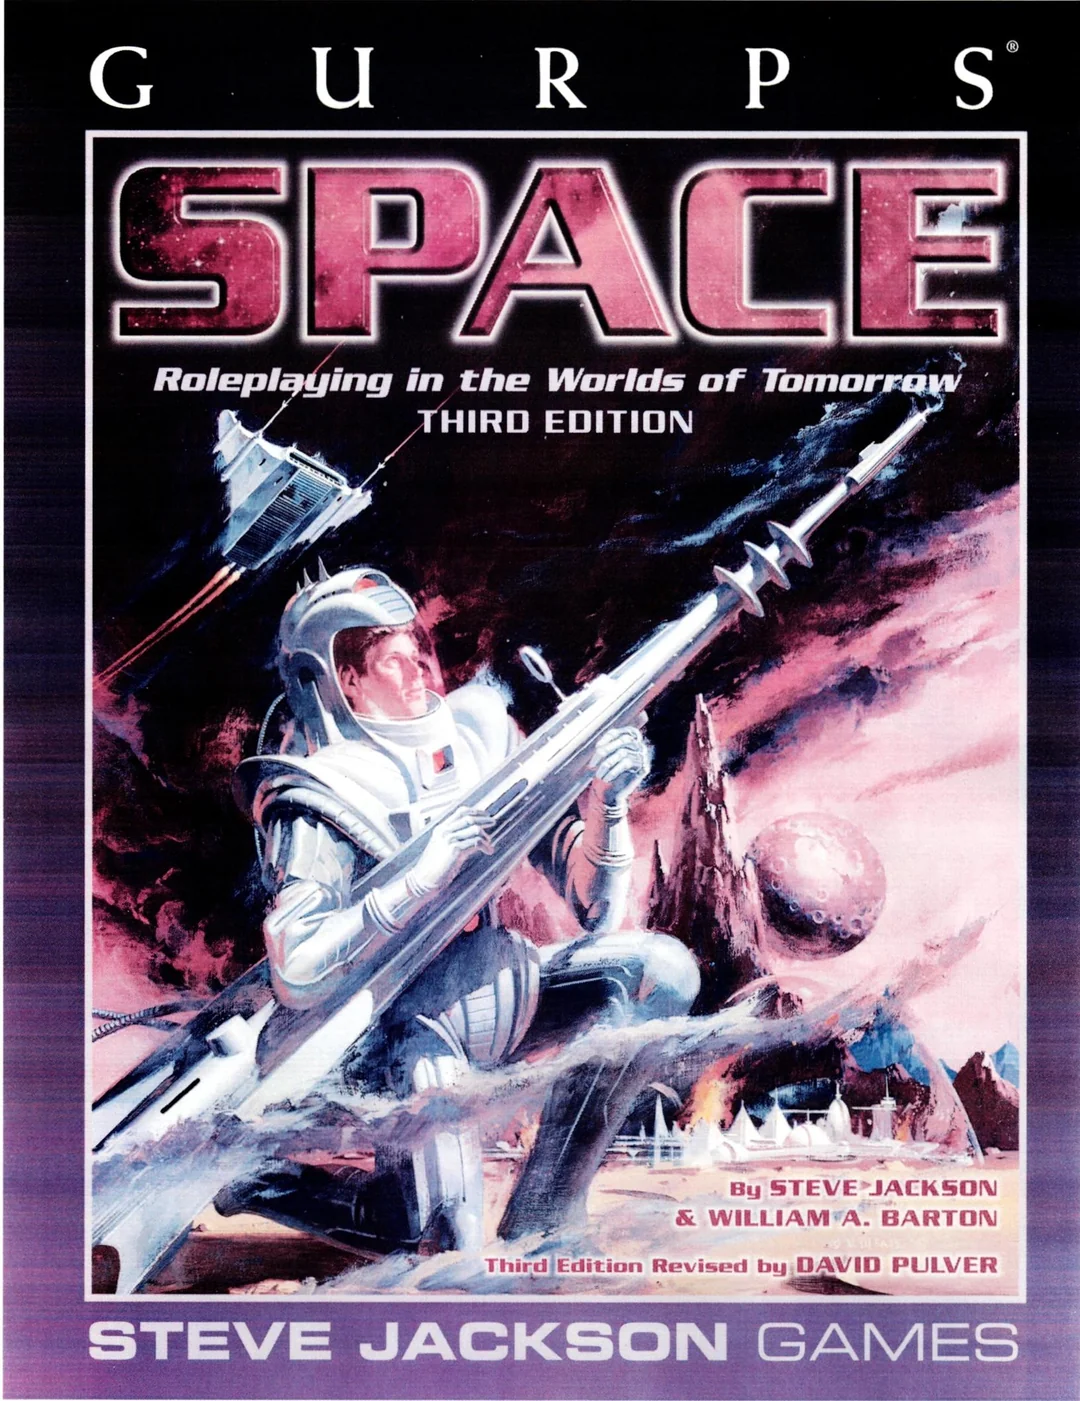 G U R P S®
SPACE
Roleplaying in the Worlds of Tomorrow
THIRD EDITION
By STEVE JACKSON
& WILLIAM A. BARTON
Third Edition Revised by DAVID PULVER
STEVE JACKSON GAMES